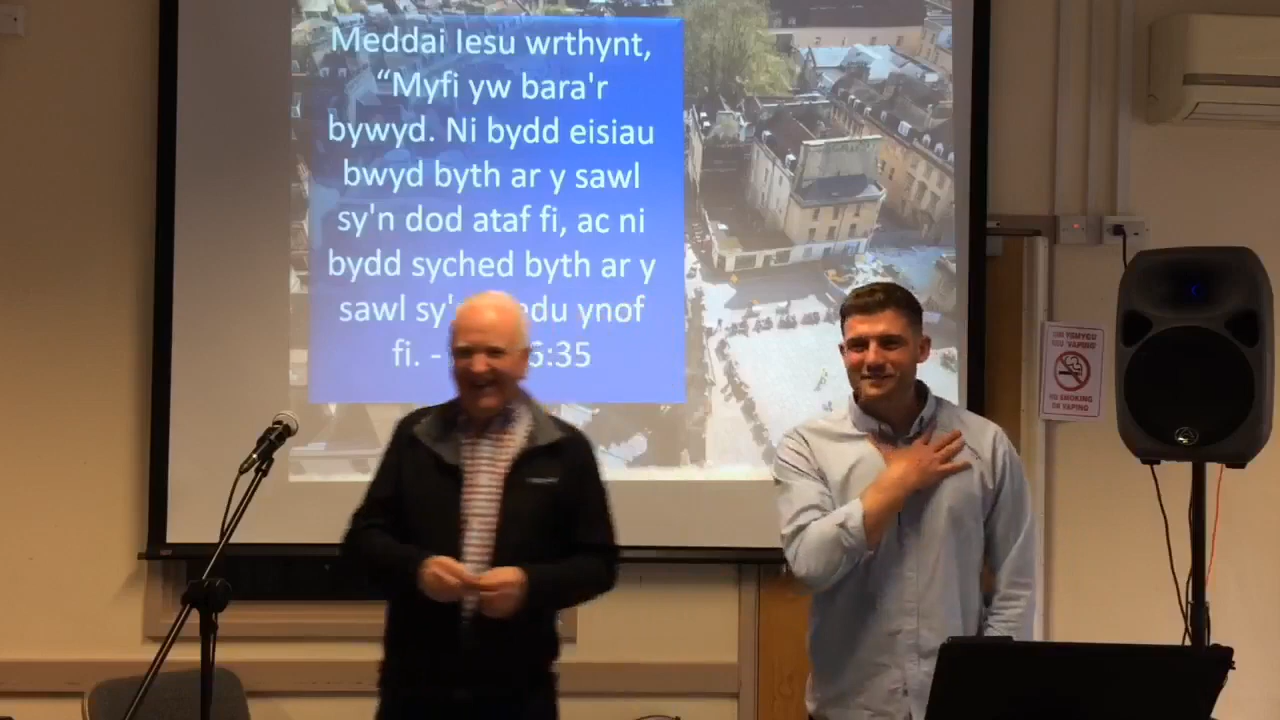 Meddai Iesu wrthynt,
“Myfi yw bara'r
bywyd. Ni bydd eisiau
bwyd byth ar y sawl
sy'n dod ataf fi, ac ni
bydd syched byth ar y
sawl ynof
fi. - 6:35
NO SMOKING
OR VAPING